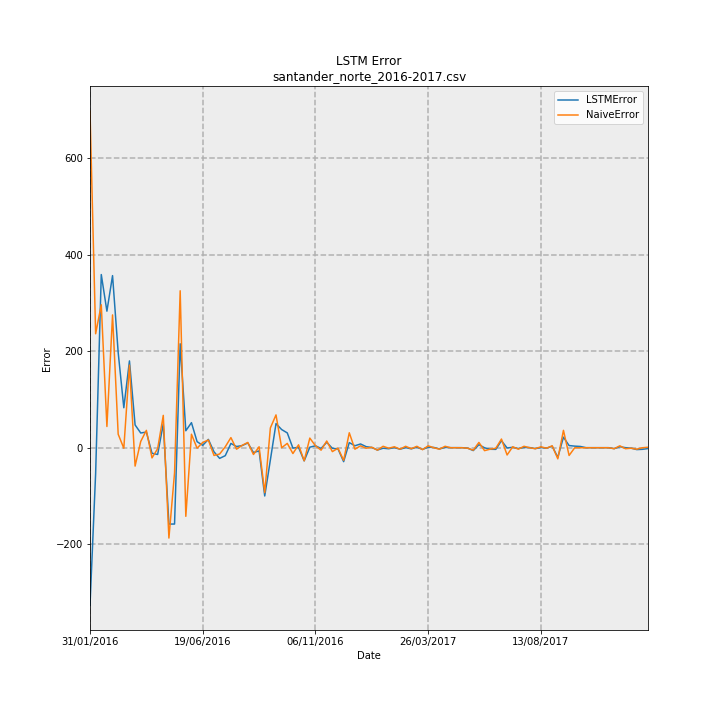 LSTM Error
santander_norte_2016-2017.csv
LSTMError
NaiveError
Error
600
400
200
0
−200
31/01/2016
19/06/2016
06/11/2016
26/03/2017
13/08/2017
Date